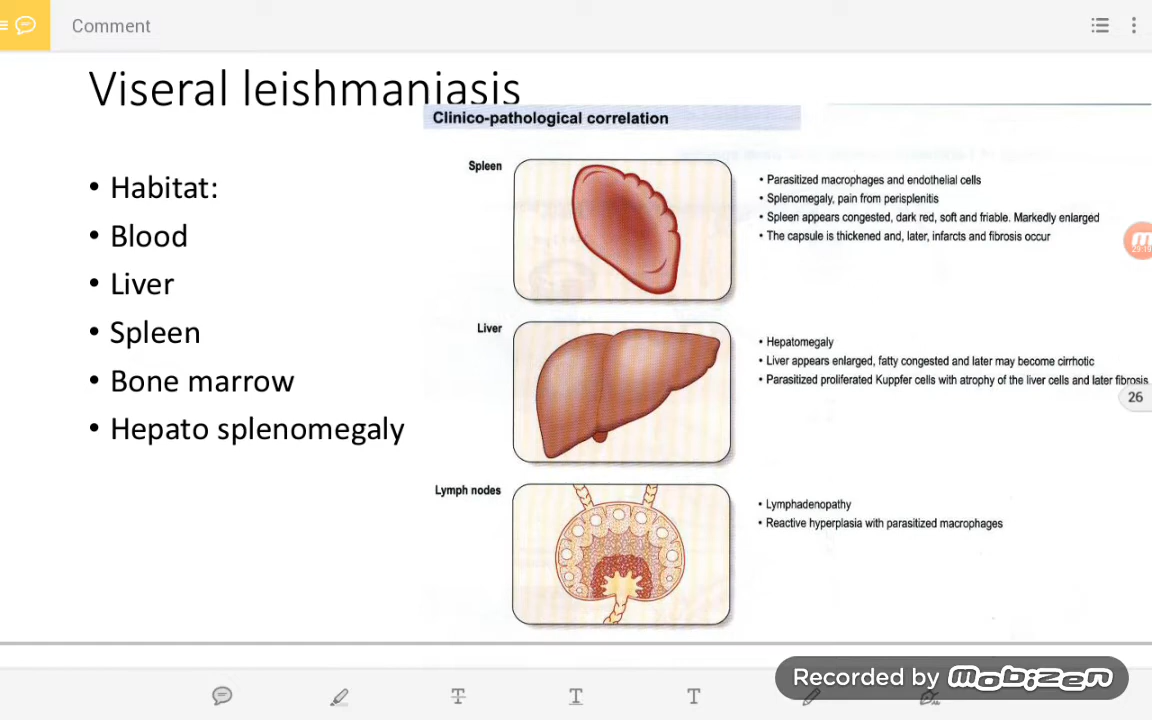 Comment
Viseral leishmaniasis
Clinico-pathological correlation
• Habitat:
• Blood
• Liver
• Spleen
• Bone marrow
• Hepato splenomegaly
Spleen
• Parasitized macrophages and endothelial cells
• Splenomegaly, pain from perisplenitis
• Spleen appears congested, dark red, soft and friable. Markedly enlarged
• The capsule is thickened and, later, infarcts and fibrosis occur
Liver
• Hepatomegaly
• Liver appears enlarged, fatty congested and later may become cirrhotic
• Parasitized proliferated Kupffer cells with atrophy of the liver cells and later fibrosis
26
Lymph nodes
• Lymphadenopathy
• Reactive hyperplasia with parasitized macrophages
Recorded by MOBIZEN